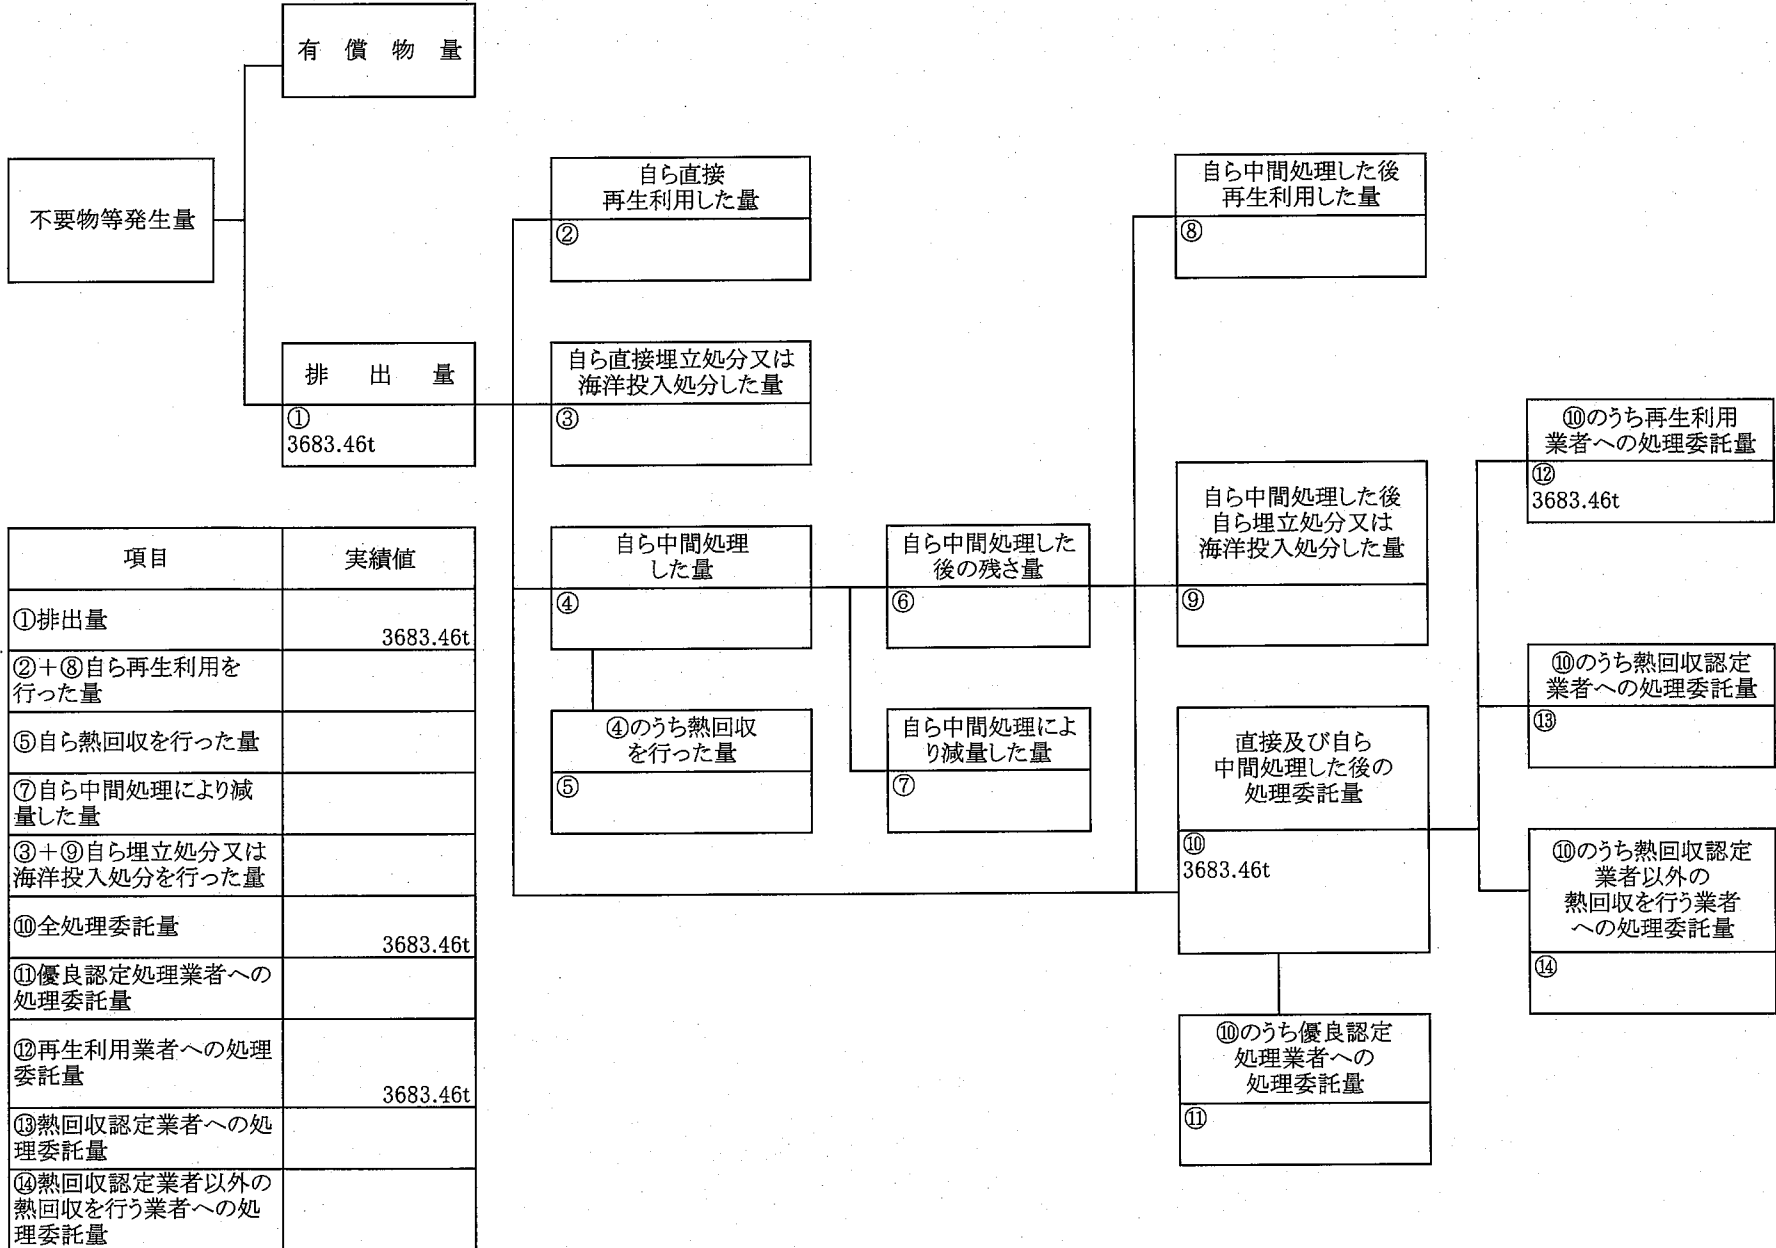 有償物量
不要物等発生量
排出量
①
3683.46t
自ら直接
再生利用した量
②
自ら直接埋立処分又は
海洋投入処分した量
③
自ら中間処理
した量
④
④のうち熱回収
を行った量
⑤
自ら中間処理した
後の残さ量
⑥
自ら中間処理によ
り減量した量
⑦
自ら中間処理した後
再生利用した量
⑧
自ら中間処理した後
自ら埋立処分又は
海洋投入処分した量
⑨
直接及び自ら
中間処理した後の
処理委託量
⑩
3683.46t
⑩のうち優良認定
処理業者への
処理委託量
⑪
⑩のうち再生利用
業者への処理委託量
⑫
3683.46t
⑩のうち熱回収認定
業者への処理委託量
⑬
⑩のうち熱回収認定
業者以外の
熱回収を行う業者
への処理委託量
⑭
項目 実績値
①排出量
3683.46t
②+⑧自ら再生利用を
行った量
⑤自ら熱回収を行った量
⑦自ら中間処理により減
量した量
③+⑨自ら埋立処分又は
海洋投入処分を行った量
⑩全処理委託量
3683.46t
⑪優良認定処理業者への
処理委託量
⑫再生利用業者への処理
委託量
3683.46t
⑬熱回収認定業者への処
理委託量
⑭熱回収認定業者以外の
熱回収を行う業者への処
理委託量